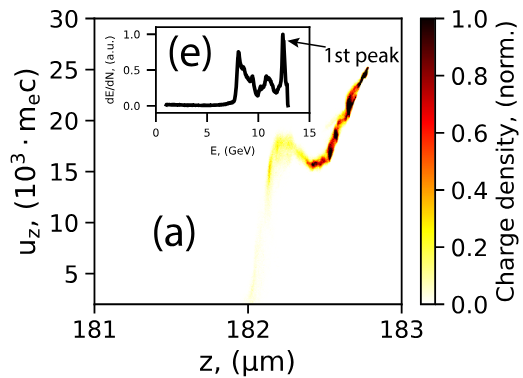 30
25
20
15
10
5
u_z, (10³ · m_ec)
181
182
183
z, (μm)
(a)
(e)
1.0
0.5
0.0
dE/dN, (a.u.)
0
5
10
15
E, (GeV)
1st peak
1.0
0.8
0.6
0.4
0.2
0.0
Charge density, (norm.)